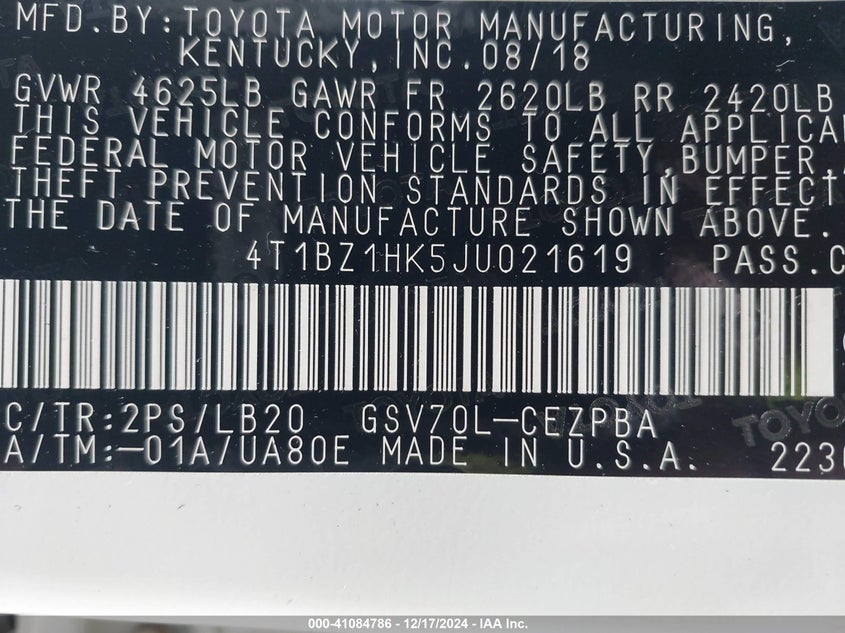 MFD.BY:TOYOTA MOTOR MANUFACTURING,
KENTUCKY,INC.08/18
GVWR 4625LB GAWR FR 2620LB RR 2420LB
THIS VEHICLE CONFORMS TO ALL APPLICA
FEDERAL MOTOR VEHICLE SAFETY,BUMPER,
THEFT PREVENTION STANDARDS IN EFFECT
THE DATE OF MANUFACTURE SHOWN ABOVE.
4T1BZ1HK5JU021619 PASS.C
C/TR:2PS/LB20 GSV70L-CEZPBA
A/TM:-01A/UA80E MADE IN U.S.A. 223
TOYOTA
000-41084786 - 12/17/2024 - IAA Inc.